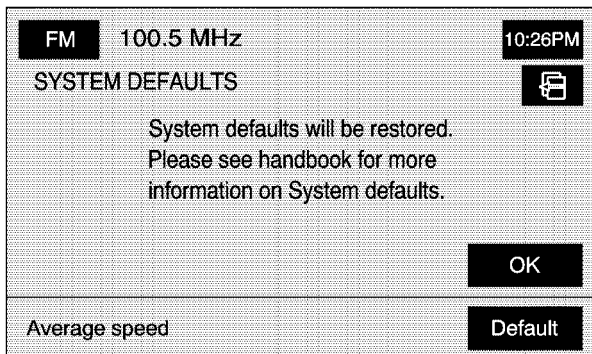 FM 100.5 MHz 10:26PM
SYSTEM DEFAULTS
System defaults will be restored.
Please see handbook for more
information on System defaults.
OK
Average speed Default